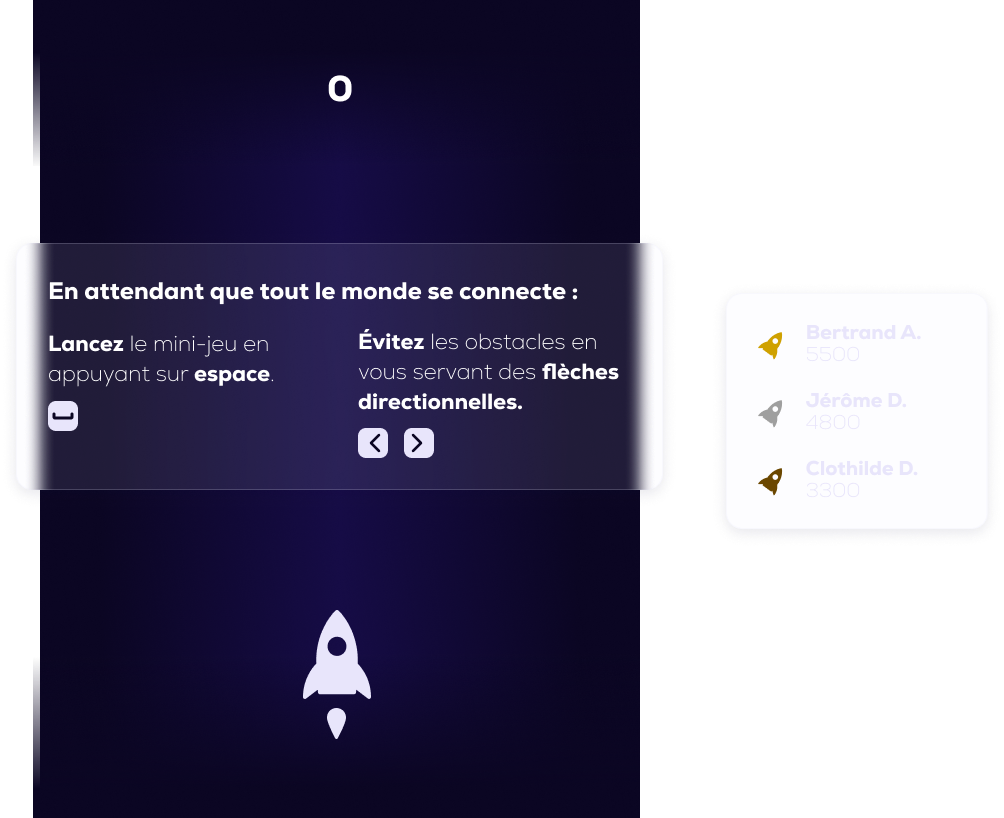 0
En attendant que tout le monde se connecte :
Lancez le mini-jeu en
appuyant sur espace.
Évitez les obstacles en
vous servant des flèches
directionnelles.
Bertrand A.
5500
Jérôme D.
4800
Clothilde D.
3300